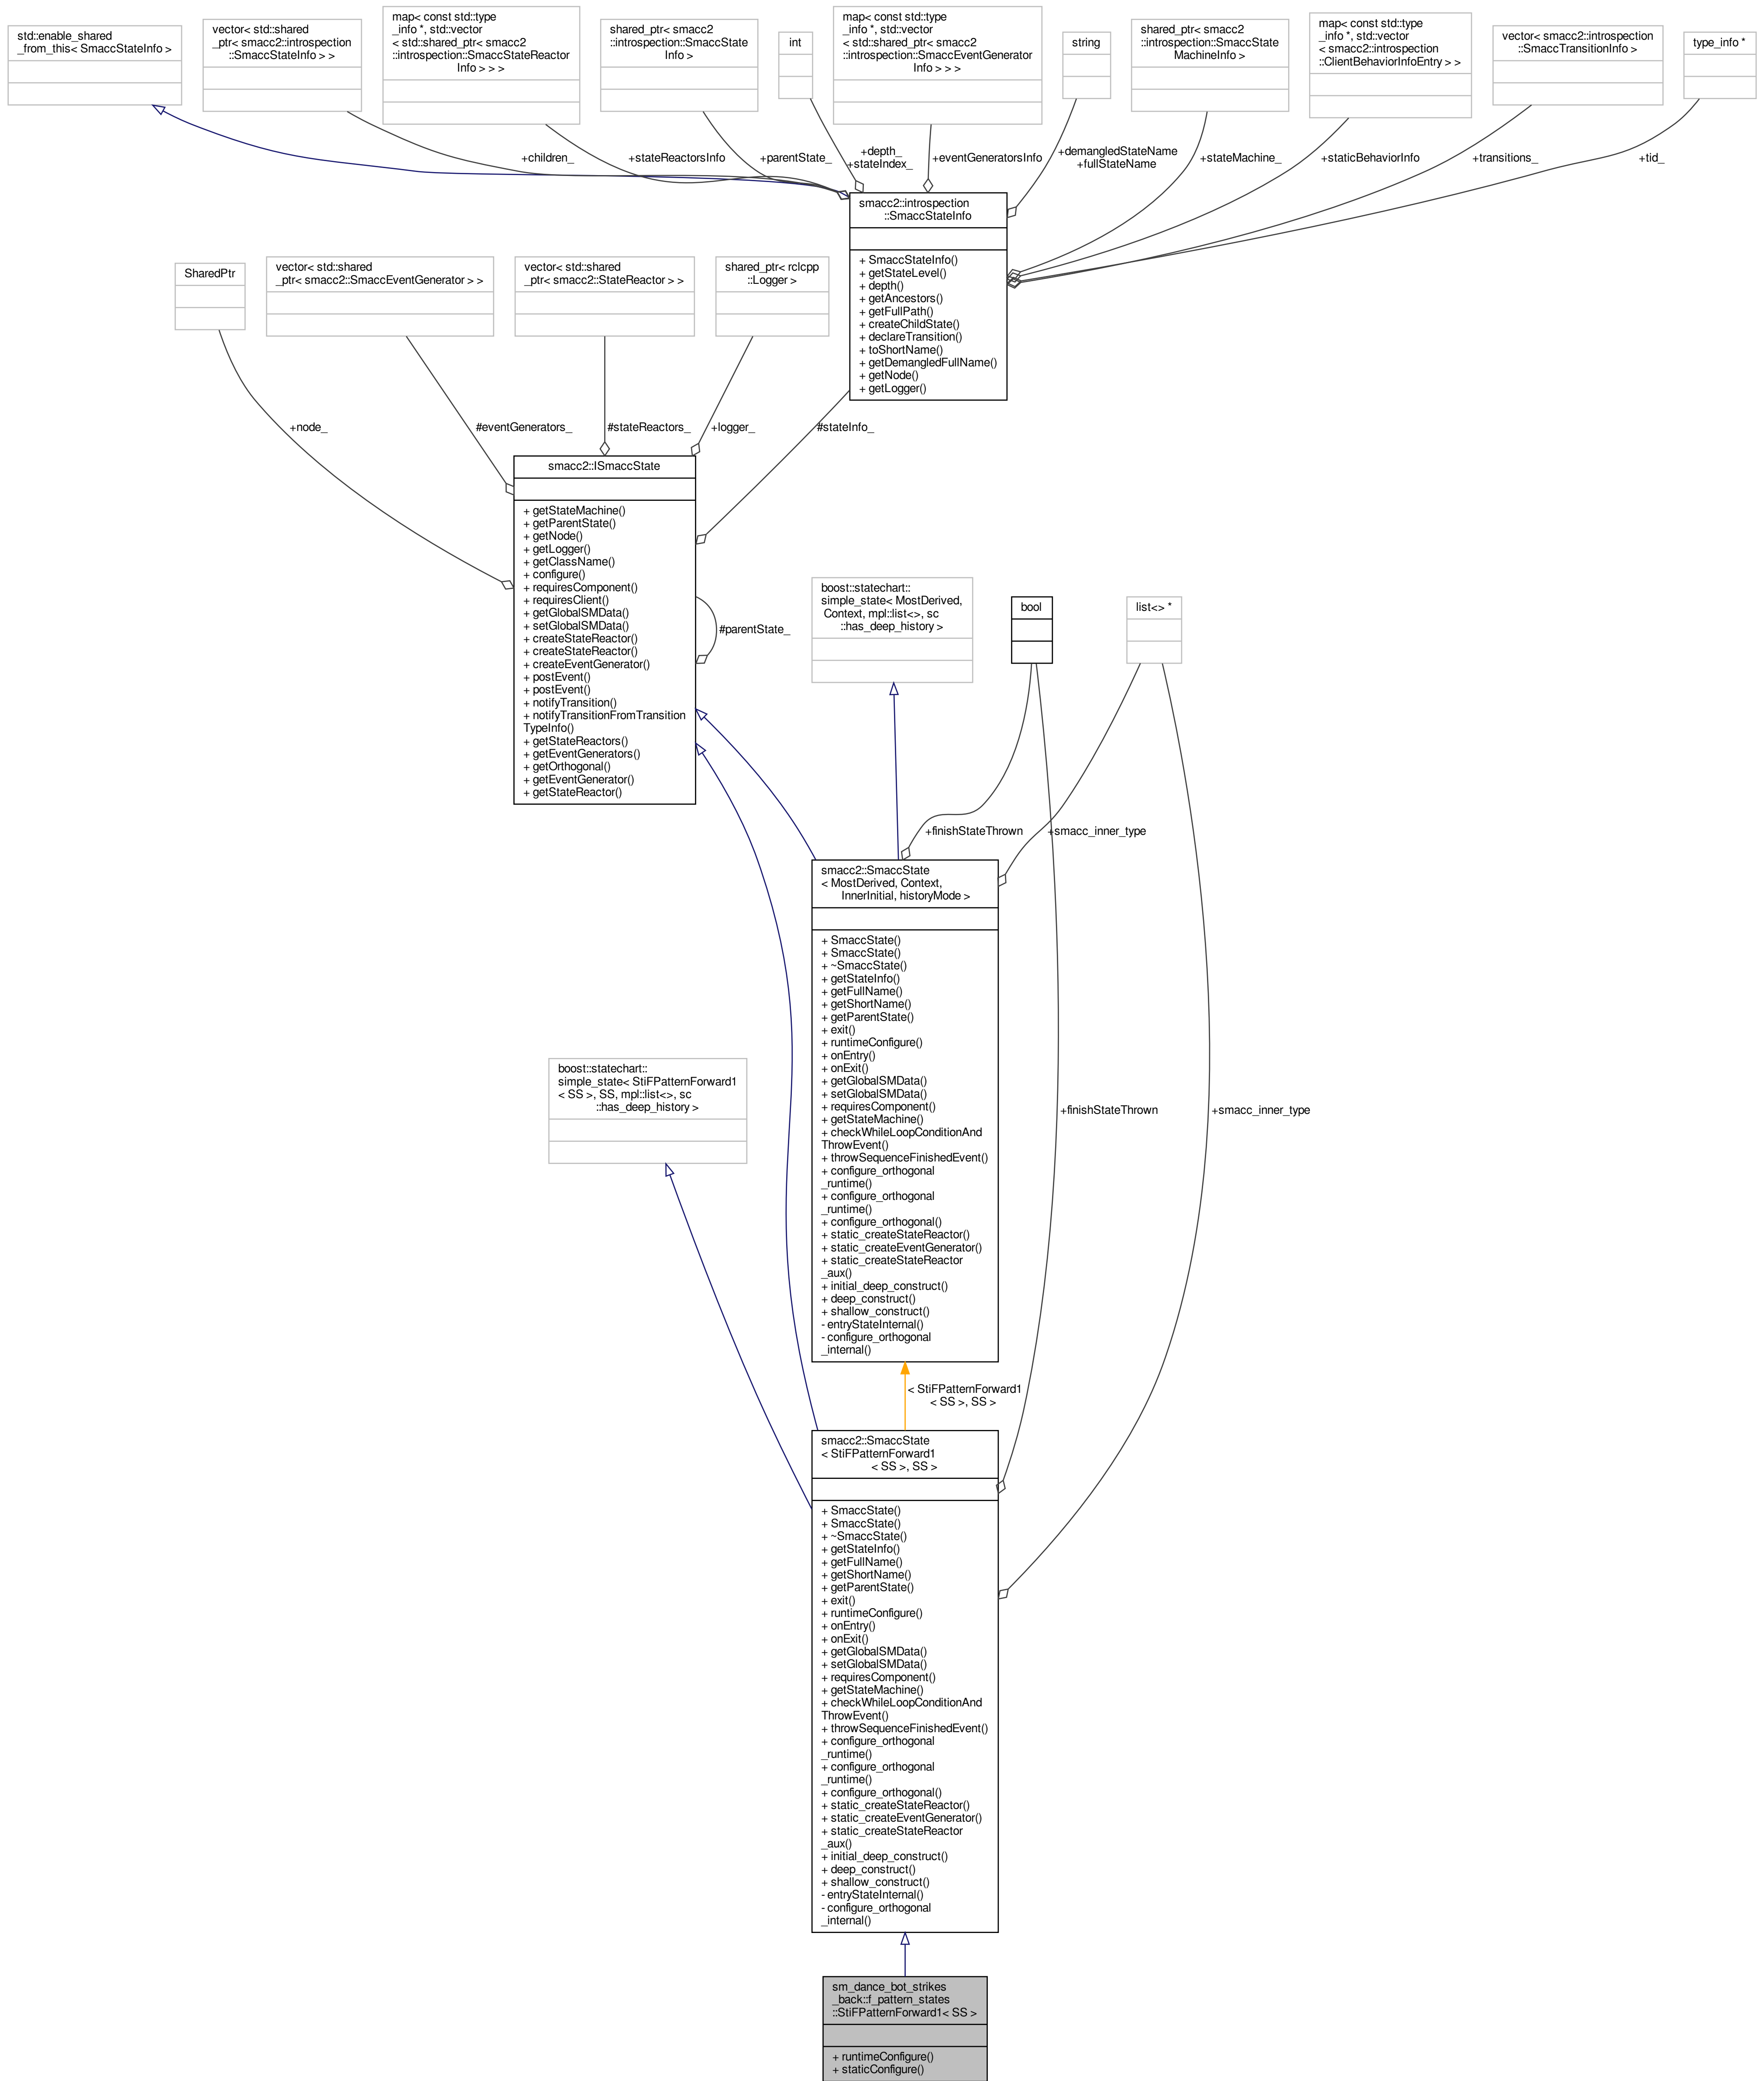 std::enable_shared
_from_this< SmaccStateInfo >
vector< std::shared
_ptr< smacc2::introspection
::SmaccStateInfo > >
map< const std::type
_info *, std::vector
< std::shared_ptr< smacc2
::introspection::SmaccStateReactor
Info > > >
shared_ptr< smacc2
::introspection::SmaccState
Info >
int
map< const std::type
_info *, std::vector
< std::shared_ptr< smacc2
::introspection::SmaccEventGenerator
Info > > >
string
shared_ptr< smacc2
::introspection::SmaccState
MachineInfo >
map< const std::type
_info *, std::vector
< smacc2::introspection
::ClientBehaviorInfoEntry > >
vector< smacc2::introspection
::SmaccTransitionInfo >
type_info *
+children_
+stateReactorsInfo
+parentState_
+depth_
+stateIndex_
+eventGeneratorsInfo
+demangledStateName
+fullStateName
+stateMachine_
+staticBehaviorInfo
+transitions_
+tid_
smacc2::introspection
::SmaccStateInfo
+ SmaccStateInfo()
+ getStateLevel()
+ depth()
+ getAncestors()
+ getFullPath()
+ createChildState()
+ declareTransition()
+ toShortName()
+ getDemangledFullName()
+ getNode()
+ getLogger()
SharedPtr
vector< std::shared
_ptr< smacc2::SmaccEventGenerator > >
vector< std::shared
_ptr< smacc2::StateReactor > >
shared_ptr< rclcpp
::Logger >
+node_
#eventGenerators_
#stateReactors_
+logger_
#stateInfo_
smacc2::ISmaccState
+ getStateMachine()
+ getParentState()
+ getNode()
+ getLogger()
+ getClassName()
+ configure()
+ requiresComponent()
+ requiresClient()
+ getGlobalSMData()
+ setGlobalSMData()
+ createStateReactor()
+ createStateReactor()
+ createEventGenerator()
+ postEvent()
+ postEvent()
+ notifyTransition()
+ notifyTransitionFromTransition
TypeInfo()
+ getStateReactors()
+ getEventGenerators()
+ getOrthogonal()
+ getEventGenerator()
+ getStateReactor()
#parentState_
boost::statechart::
simple_state< MostDerived,
Context, mpl::list<>, sc
::has_deep_history >
bool
list<> *
+finishStateThrown
+smacc_inner_type
smacc2::SmaccState
< MostDerived, Context,
InnerInitial, historyMode >
+ SmaccState()
+ SmaccState()
+ ~SmaccState()
+ getStateInfo()
+ getFullName()
+ getShortName()
+ getParentState()
+ exit()
+ runtimeConfigure()
+ onEntry()
+ onExit()
+ getGlobalSMData()
+ setGlobalSMData()
+ requiresComponent()
+ getStateMachine()
+ checkWhileLoopConditionAnd
ThrowEvent()
+ throwSequenceFinishedEvent()
+ configure_orthogonal
_runtime()
+ configure_orthogonal
_runtime()
+ configure_orthogonal()
+ static_createStateReactor()
+ static_createEventGenerator()
+ static_createStateReactor
_aux()
+ initial_deep_construct()
+ deep_construct()
+ shallow_construct()
- entryStateInternal()
- configure_orthogonal
_internal()
boost::statechart::
simple_state< StiFPatternForward1
< SS >, SS, mpl::list<>, sc
::has_deep_history >
+finishStateThrown
+smacc_inner_type
< StiFPatternForward1
< SS >, SS >
smacc2::SmaccState
< StiFPatternForward1
< SS >, SS >
+ SmaccState()
+ SmaccState()
+ ~SmaccState()
+ getStateInfo()
+ getFullName()
+ getShortName()
+ getParentState()
+ exit()
+ runtimeConfigure()
+ onEntry()
+ onExit()
+ getGlobalSMData()
+ setGlobalSMData()
+ requiresComponent()
+ getStateMachine()
+ checkWhileLoopConditionAnd
ThrowEvent()
+ throwSequenceFinishedEvent()
+ configure_orthogonal
_runtime()
+ configure_orthogonal
_runtime()
+ configure_orthogonal()
+ static_createStateReactor()
+ static_createEventGenerator()
+ static_createStateReactor
_aux()
+ initial_deep_construct()
+ deep_construct()
+ shallow_construct()
- entryStateInternal()
- configure_orthogonal
_internal()
sm_dance_bot_strikes
_back::f_pattern_states
::StiFPatternForward1< SS >
+ runtimeConfigure()
+ staticConfigure()